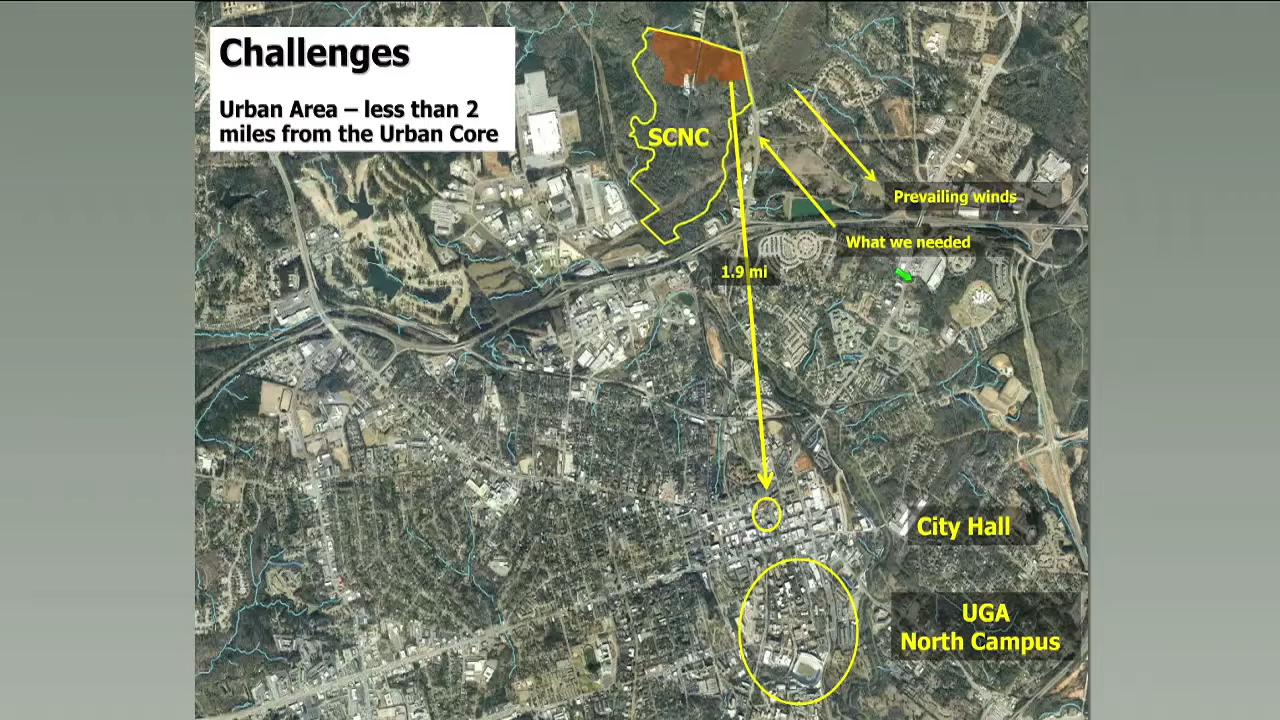 Challenges
Urban Area – less than 2
miles from the Urban Core
SCNC
Prevailing winds
What we needed
1.9 mi
City Hall
UGA
North Campus